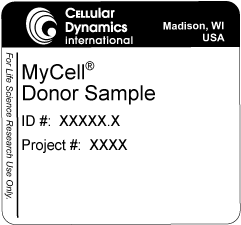 Cellular
Dynamics
international
Madison, WI
USA
MyCell®
Donor Sample
ID #: XXXXX.X
Project #: XXXX
For Life Science Research Use Only.